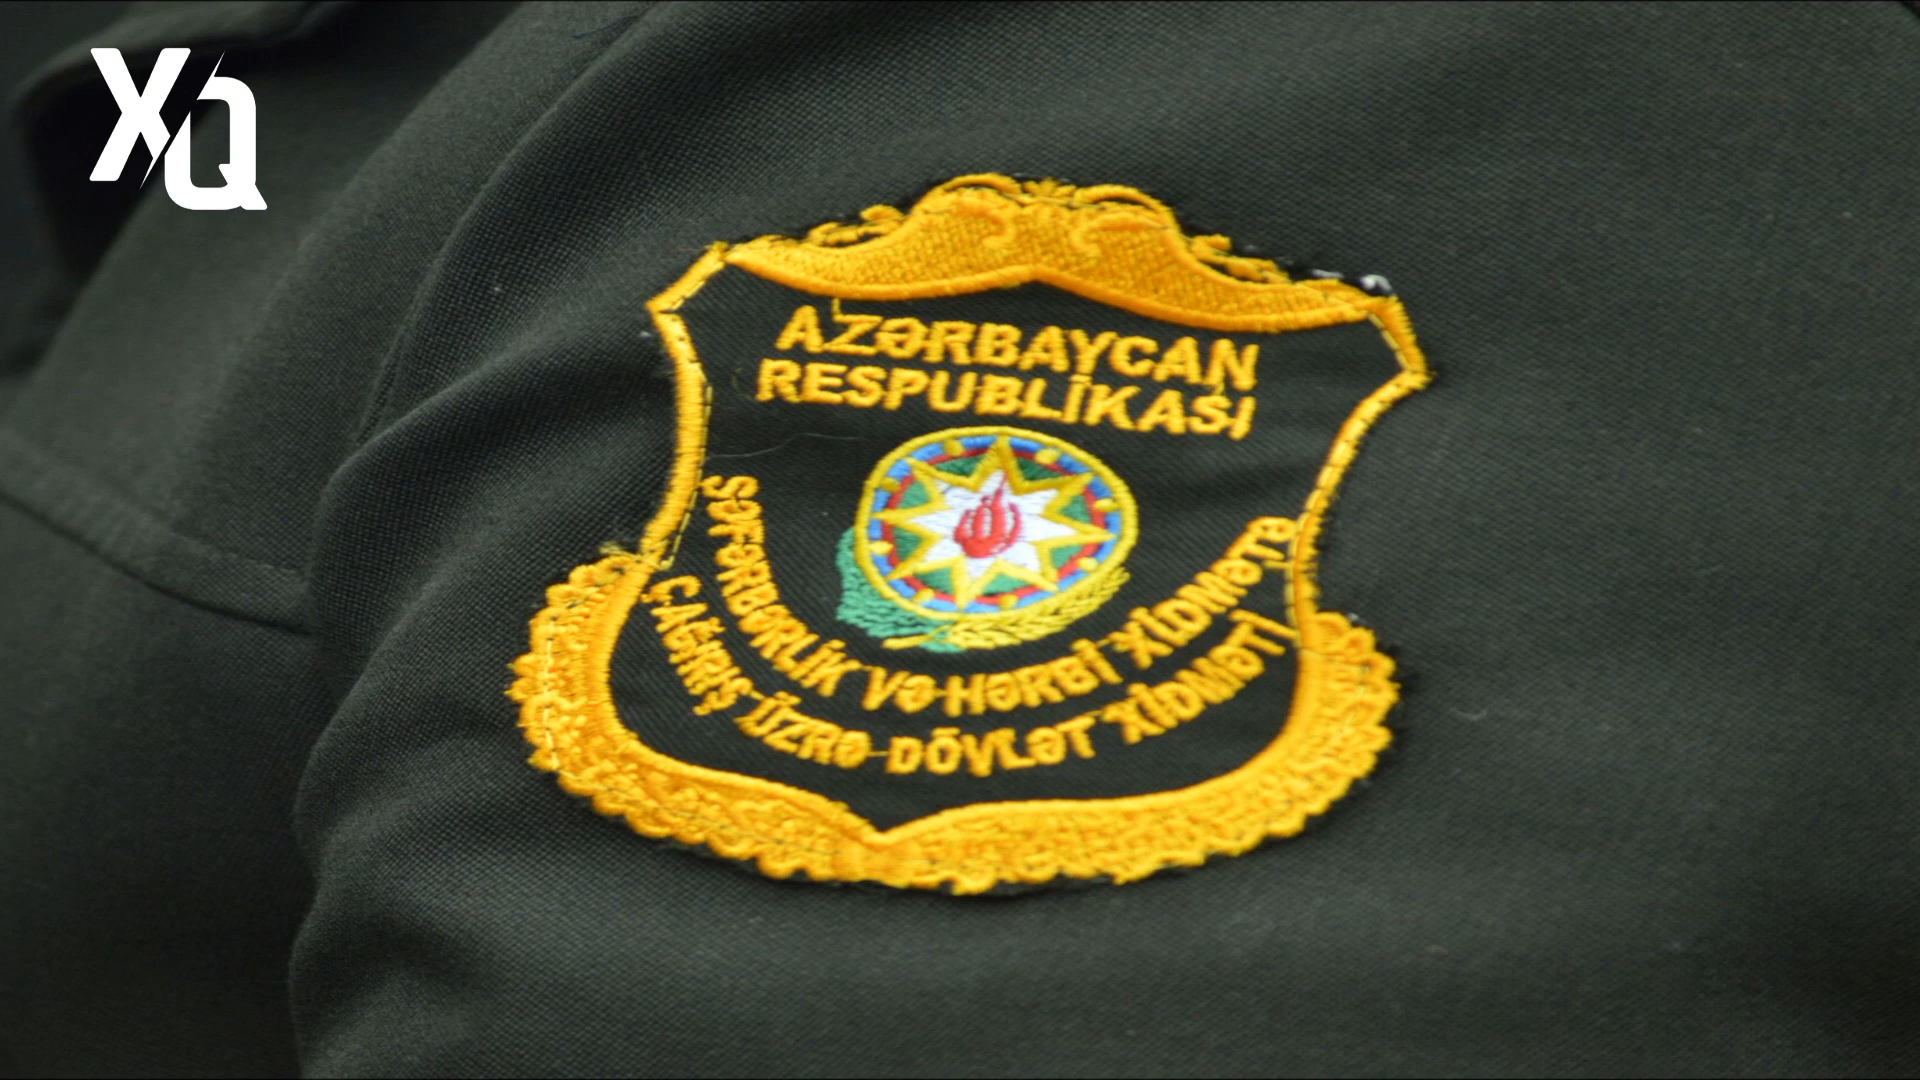 XQ
AZƏRBAYCAN
RESPUBLİKASI
SƏFƏRBƏRLİK VƏ HƏRBİ XİDMƏTƏ
ÇAĞIRIŞ ÜZRƏ DÖVLƏT XİDMƏTİ